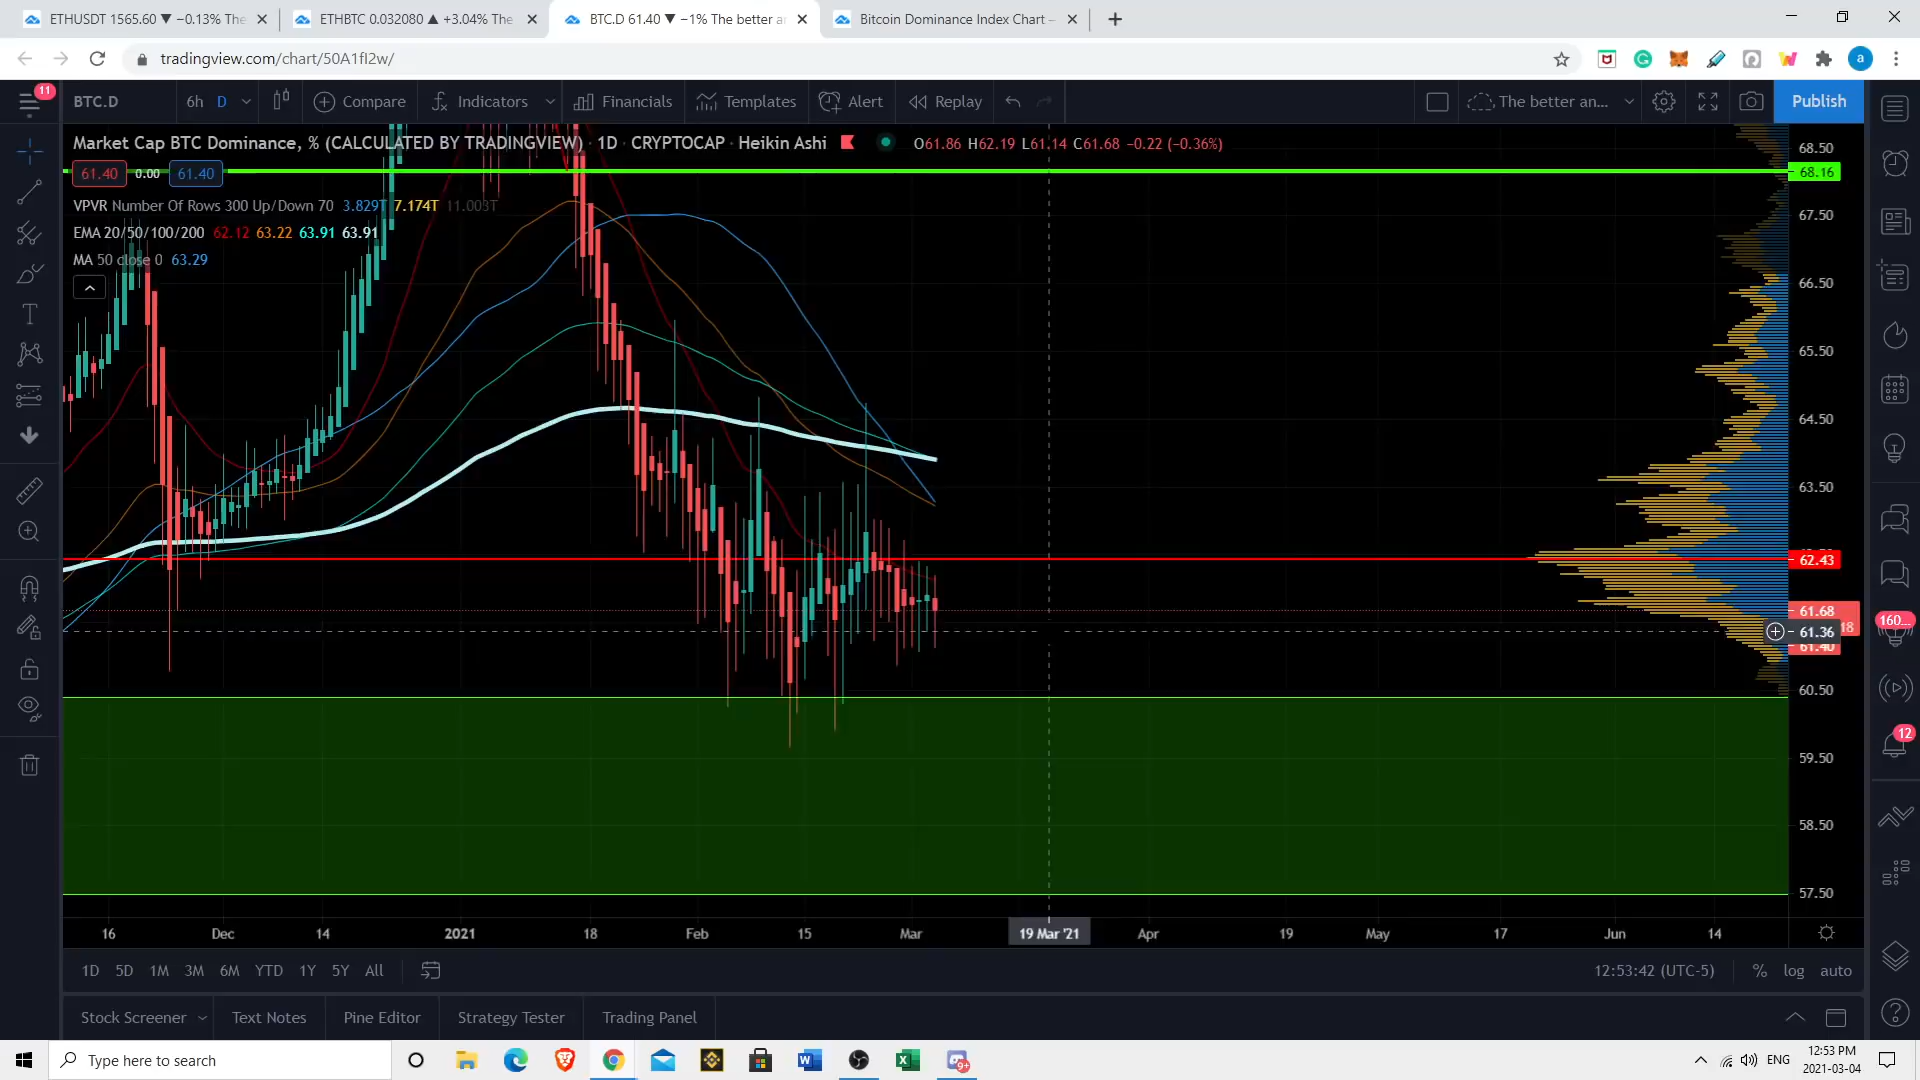 ETHUSDT 1565.60 ▼ −0.13% The
ETHBTC 0.032080 ▲ +3.04% The
BTC.D 61.40 ▼ −1% The better a
Bitcoin Dominance Index Chart –
tradingview.com/chart/50A1fI2w/
a
11
BTC.D
6h
D
Compare
Indicators
Financials
Templates
Alert
Replay
The better an...
Publish
Market Cap BTC Dominance, % (CALCULATED BY TRADINGVIEW) · 1D · CRYPTOCAP · Heikin Ashi
O61.86 H62.19 L61.14 C61.68 −0.22 (−0.36%)
61.40 0.00 61.40
VPVR Number Of Rows 300 Up/Down 70 3.829T 7.174T 11.003T
EMA 20/50/100/200 62.12 63.22 63.91 63.91
MA 50 close 0 63.29
68.50
68.16
67.50
66.50
65.50
64.50
63.50
62.43
61.68
18
61.36
61.40
60.50
59.50
58.50
57.50
160...
12
16 Dec 14 2021 18 Feb 15 Mar 19 Mar '21 Apr 19 May 17 Jun 14
1D 5D 1M 3M 6M YTD 1Y 5Y All
12:53:42 (UTC-5) % log auto
Stock Screener
Text Notes
Pine Editor
Strategy Tester
Trading Panel
Type here to search
9+
ENG
12:53 PM
2021-03-04